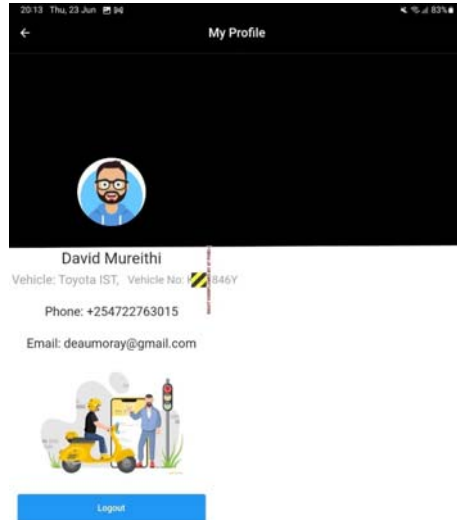 20:13 Thu, 23 Jun 83%
My Profile
David Mureithi
Vehicle: Toyota IST, Vehicle No: 846Y
Phone: +254722763015
Email: deaumoray@gmail.com
Logout